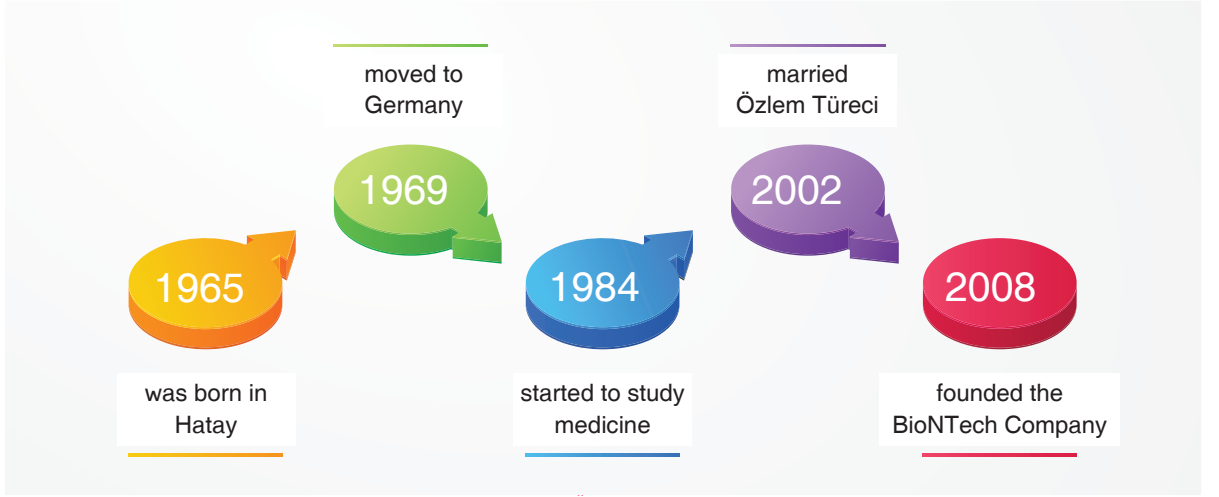 1965
was born in
Hatay
moved to
Germany
1969
1984
started to study
medicine
married
Özlem Türeci
2002
2008
founded the
BioNTech Company